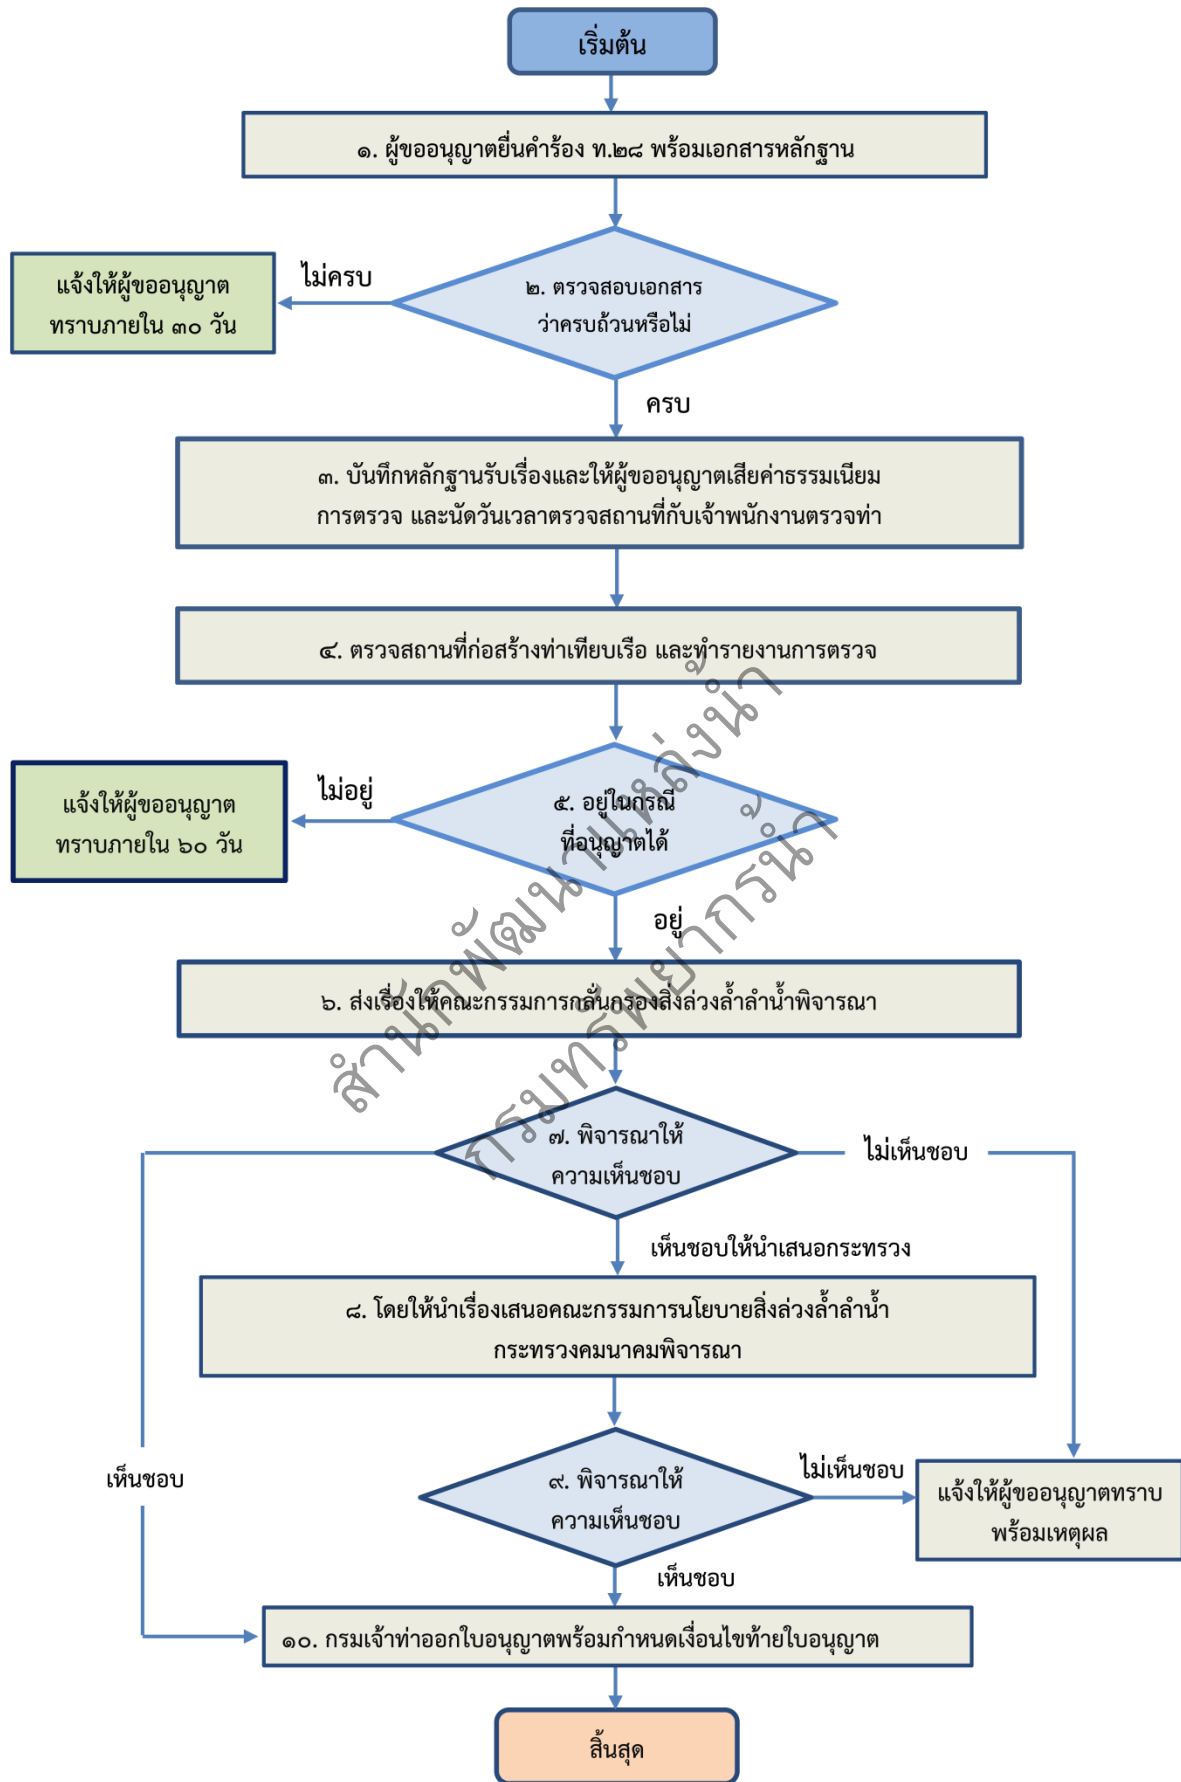 เริ่มต้น
๑. ผู้ขออนุญาตยื่นคำร้อง ท.๒๘ พร้อมเอกสารหลักฐาน
๒. ตรวจสอบเอกสาร
ว่าครบถ้วนหรือไม่
ไม่ครบ
แจ้งให้ผู้ขออนุญาต
ทราบภายใน ๓๐ วัน
ครบ
๓. บันทึกหลักฐานรับเรื่องและให้ผู้ขออนุญาตเสียค่าธรรมเนียม
การตรวจ และนัดวันเวลาตรวจสถานที่กับเจ้าพนักงานตรวจท่า
๔. ตรวจสถานที่ก่อสร้างท่าเทียบเรือ และทำรายงานการตรวจ
๕. อยู่ในกรณี
ที่อนุญาตได้
ไม่อยู่
แจ้งให้ผู้ขออนุญาต
ทราบภายใน ๖๐ วัน
อยู่
๖. ส่งเรื่องให้คณะกรรมการกลั่นกรองสิ่งล่วงล้ำลำน้ำพิจารณา
๗. พิจารณาให้
ความเห็นชอบ
ไม่เห็นชอบ
เห็นชอบให้นำเสนอกระทรวง
๘. โดยให้นำเรื่องเสนอคณะกรรมการนโยบายสิ่งล่วงล้ำลำน้ำ
กระทรวงคมนาคมพิจารณา
เห็นชอบ
๙. พิจารณาให้
ความเห็นชอบ
ไม่เห็นชอบ
แจ้งให้ผู้ขออนุญาตทราบ
พร้อมเหตุผล
เห็นชอบ
๑๐. กรมเจ้าท่าออกใบอนุญาตพร้อมกำหนดเงื่อนไขท้ายใบอนุญาต
สิ้นสุด
สำนักพัฒนาแหล่งน้ำ
กรมทรัพยากรน้ำ